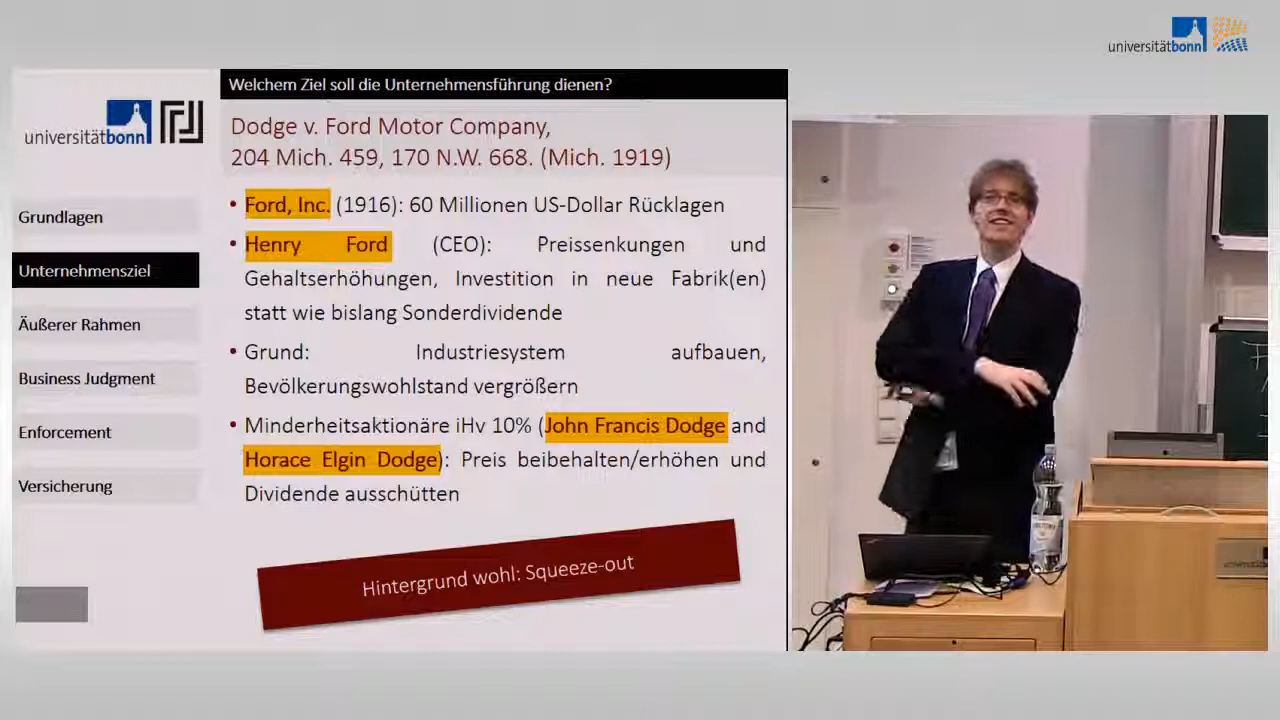 universitätbonn
Welchem Ziel soll die Unternehmensführung dienen?
universitätbonn
Dodge v. Ford Motor Company,
204 Mich. 459, 170 N.W. 668. (Mich. 1919)
Grundlagen
Unternehmensziel
Äußerer Rahmen
Business Judgment
Enforcement
Versicherung
• Ford, Inc. (1916): 60 Millionen US-Dollar Rücklagen
• Henry Ford (CEO): Preissenkungen und
Gehaltserhöhungen, Investition in neue Fabrik(en)
statt wie bislang Sonderdividende
• Grund: Industriesystem aufbauen,
Bevölkerungswohlstand vergrößern
• Minderheitsaktionäre iHv 10% (John Francis Dodge and
Horace Elgin Dodge): Preis beibehalten/erhöhen und
Dividende ausschütten
Hintergrund wohl: Squeeze-out